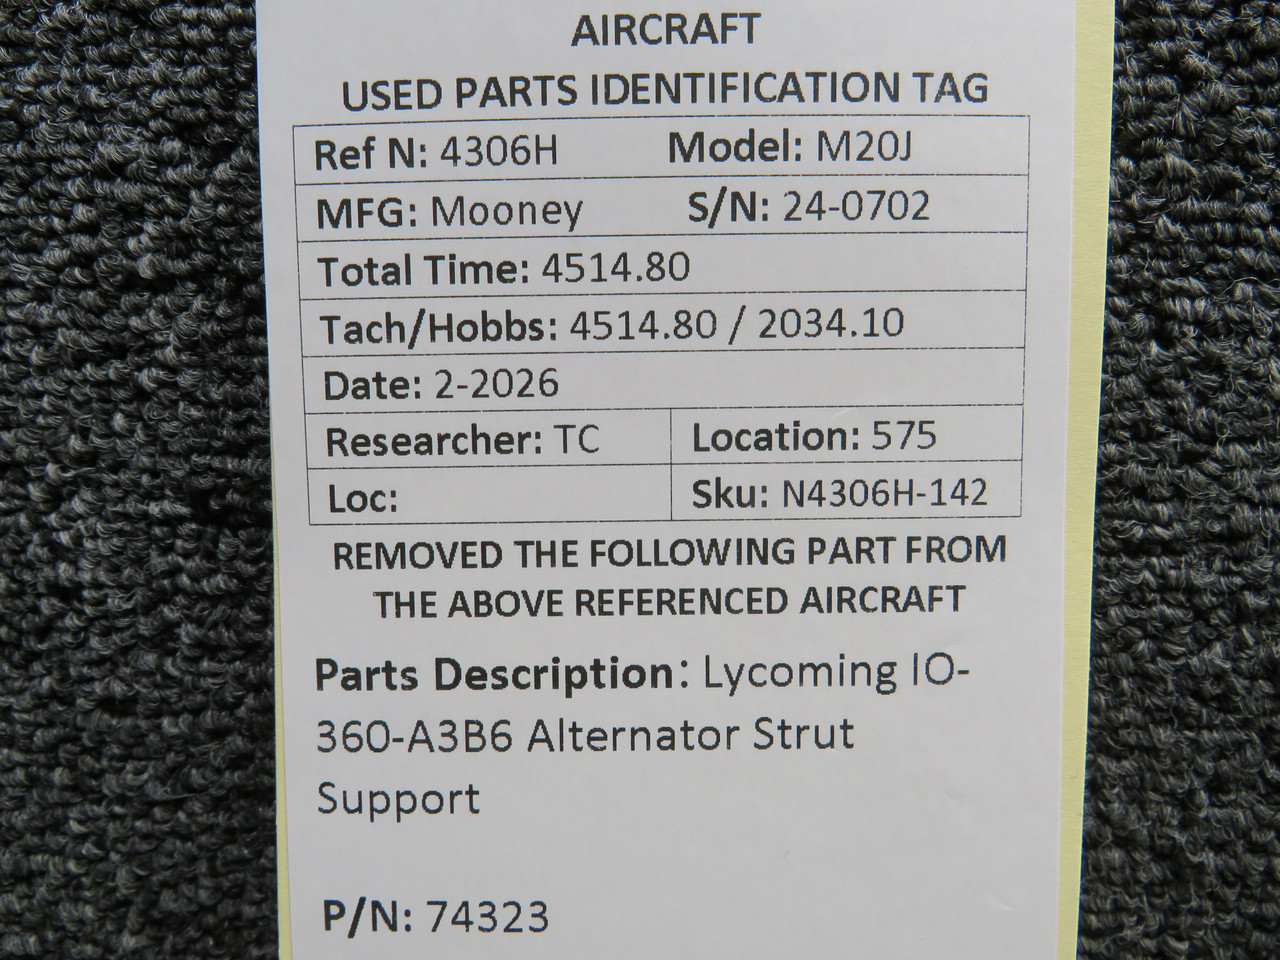 AIRCRAFT
USED PARTS IDENTIFICATION TAG
Ref N: 4306H Model: M20J
MFG: Mooney S/N: 24-0702
Total Time: 4514.80
Tach/Hobbs: 4514.80 / 2034.10
Date: 2-2026
Researcher: TC Location: 575
Loc: Sku: N4306H-142
REMOVED THE FOLLOWING PART FROM
THE ABOVE REFERENCED AIRCRAFT
Parts Description: Lycoming IO-
360-A3B6 Alternator Strut
Support
P/N: 74323